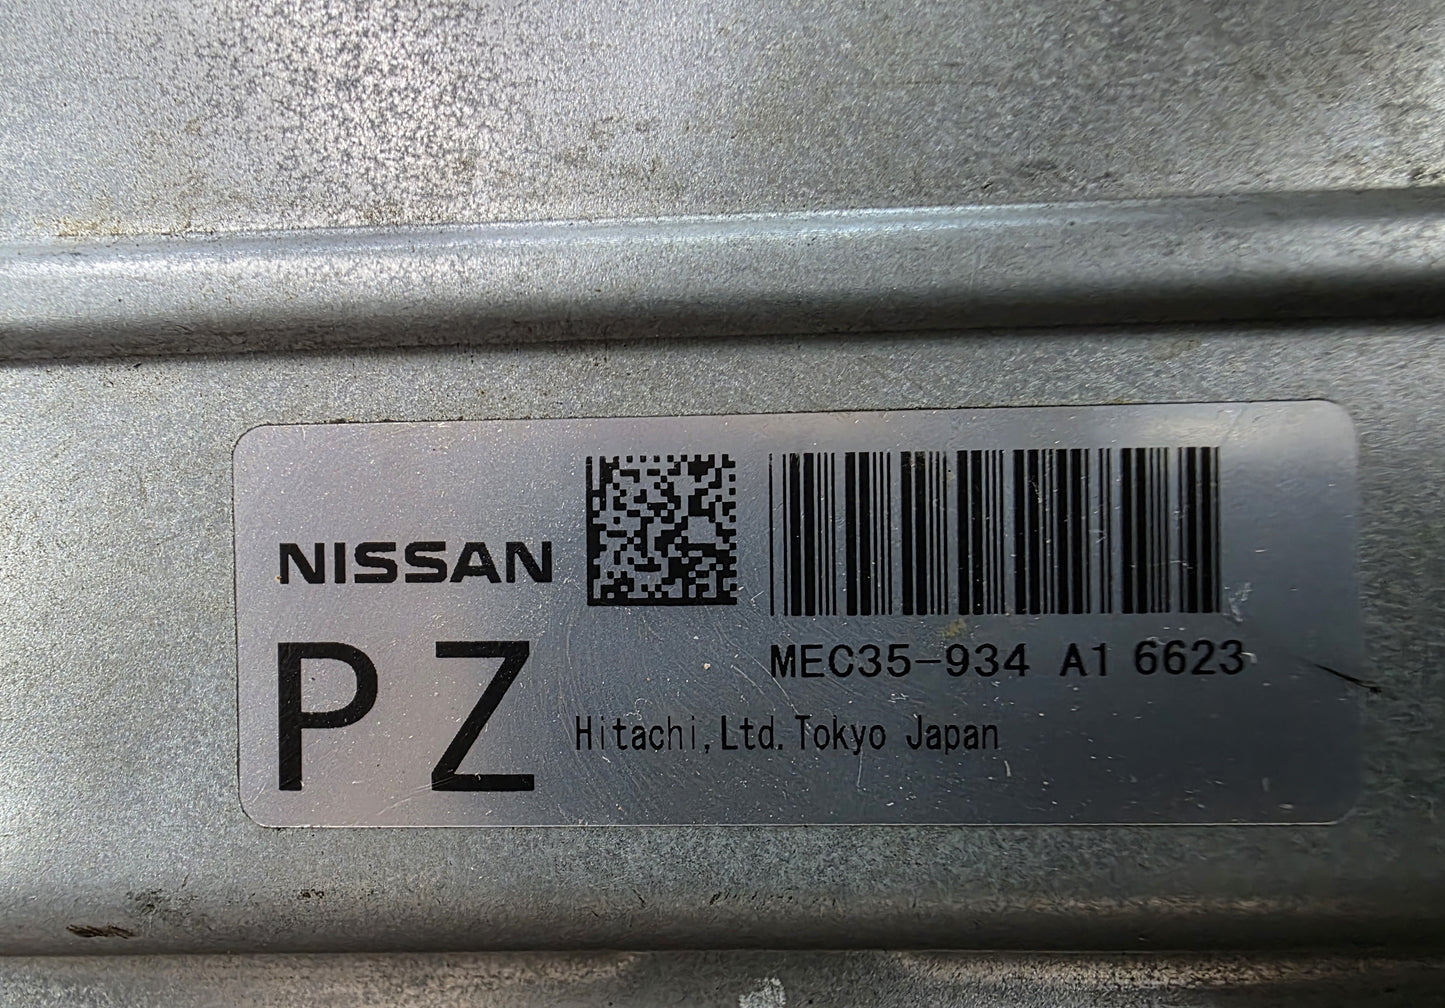 NISSAN
PZ
MEC35-934 A1 6623
Hitachi,Ltd.Tokyo Japan